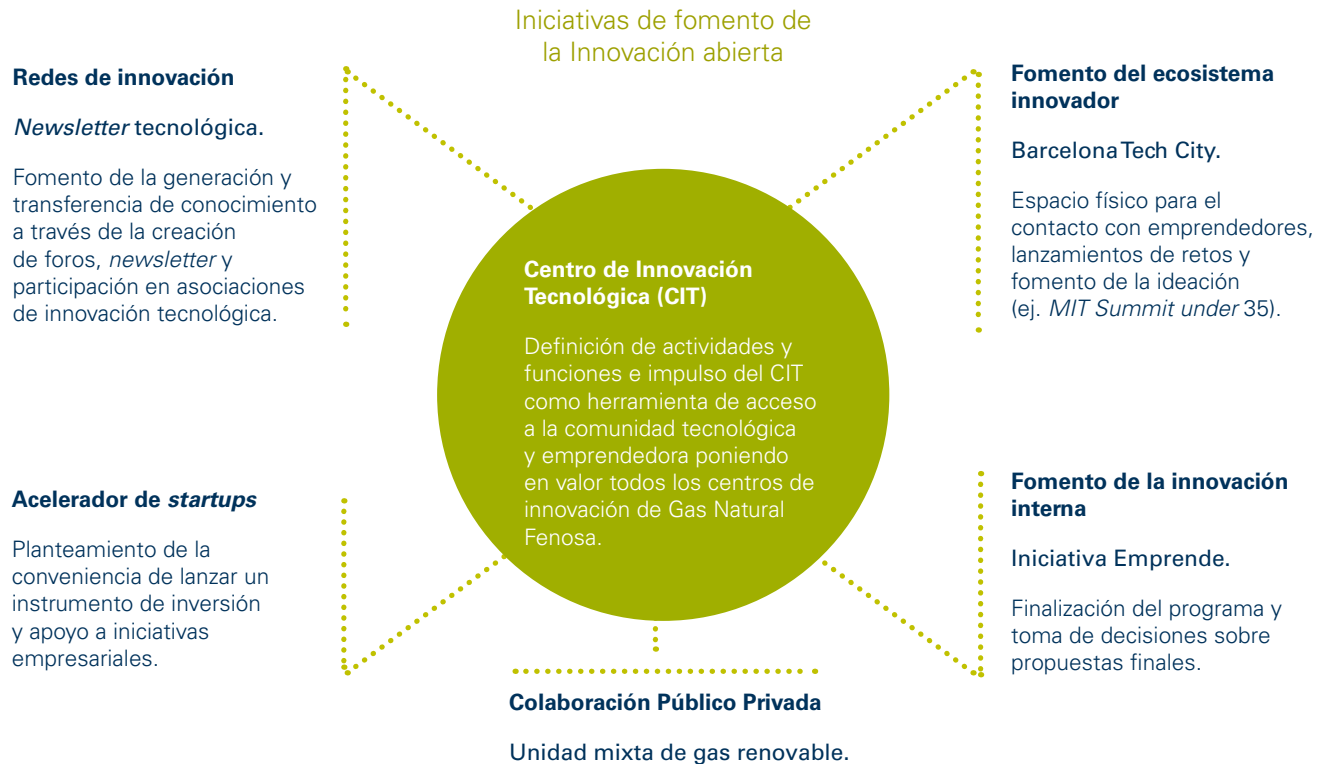 Iniciativas de fomento de
la Innovación abierta
Redes de innovación
Newsletter tecnológica.
Fomento de la generación y
transferencia de conocimiento
a través de la creación
de foros, newsletter y
participación en asociaciones
de innovación tecnológica.
Fomento del ecosistema
innovador
Barcelona Tech City.
Espacio físico para el
contacto con emprendedores,
lanzamientos de retos y
fomento de la ideación
(ej. MIT Summit under 35).
Centro de Innovación
Tecnológica (CIT)
Definición de actividades y
funciones e impulso del CIT
como herramienta de acceso
a la comunidad tecnológica
y emprendedora poniendo
en valor todos los centros de
innovación de Gas Natural
Fenosa.
Acelerador de startups
Planteamiento de la
conveniencia de lanzar un
instrumento de inversión
y apoyo a iniciativas
empresariales.
Fomento de la innovación
interna
Iniciativa Emprende.
Finalización del programa y
toma de decisiones sobre
propuestas finales.
Colaboración Público Privada
Unidad mixta de gas renovable.